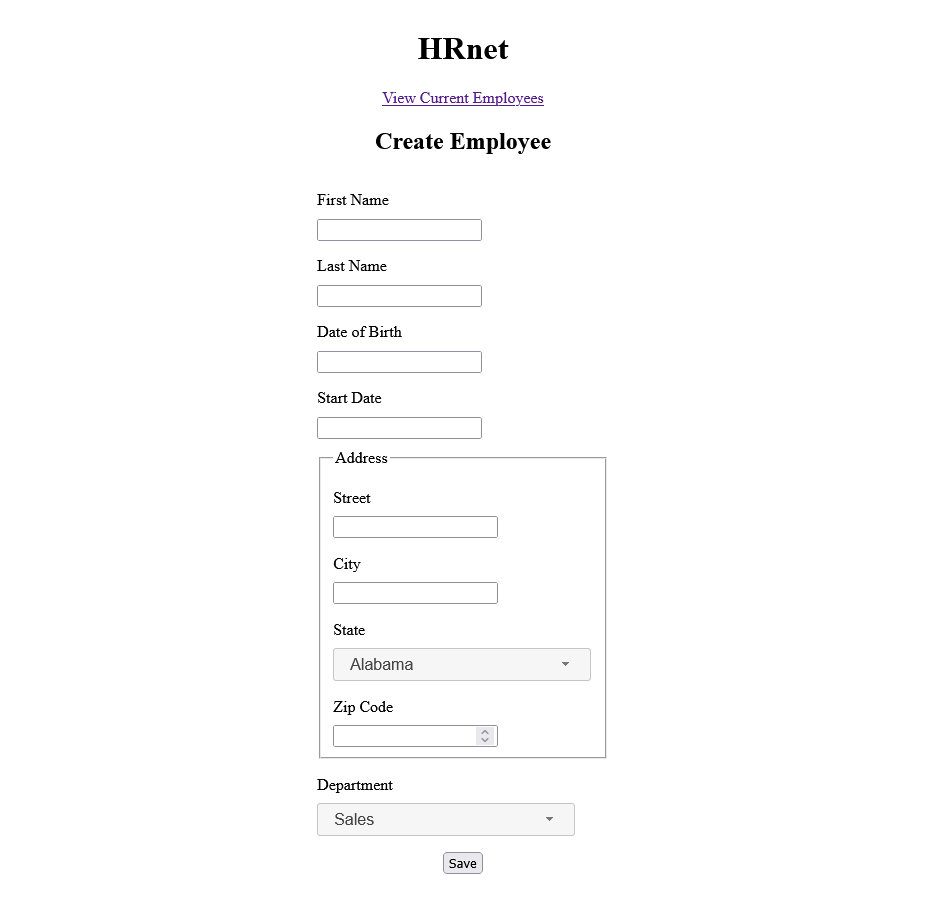 HRnet
View Current Employees
Create Employee
First Name
Last Name
Date of Birth
Start Date
Address
Street
City
State
Alabama
Zip Code
Department
Sales
Save